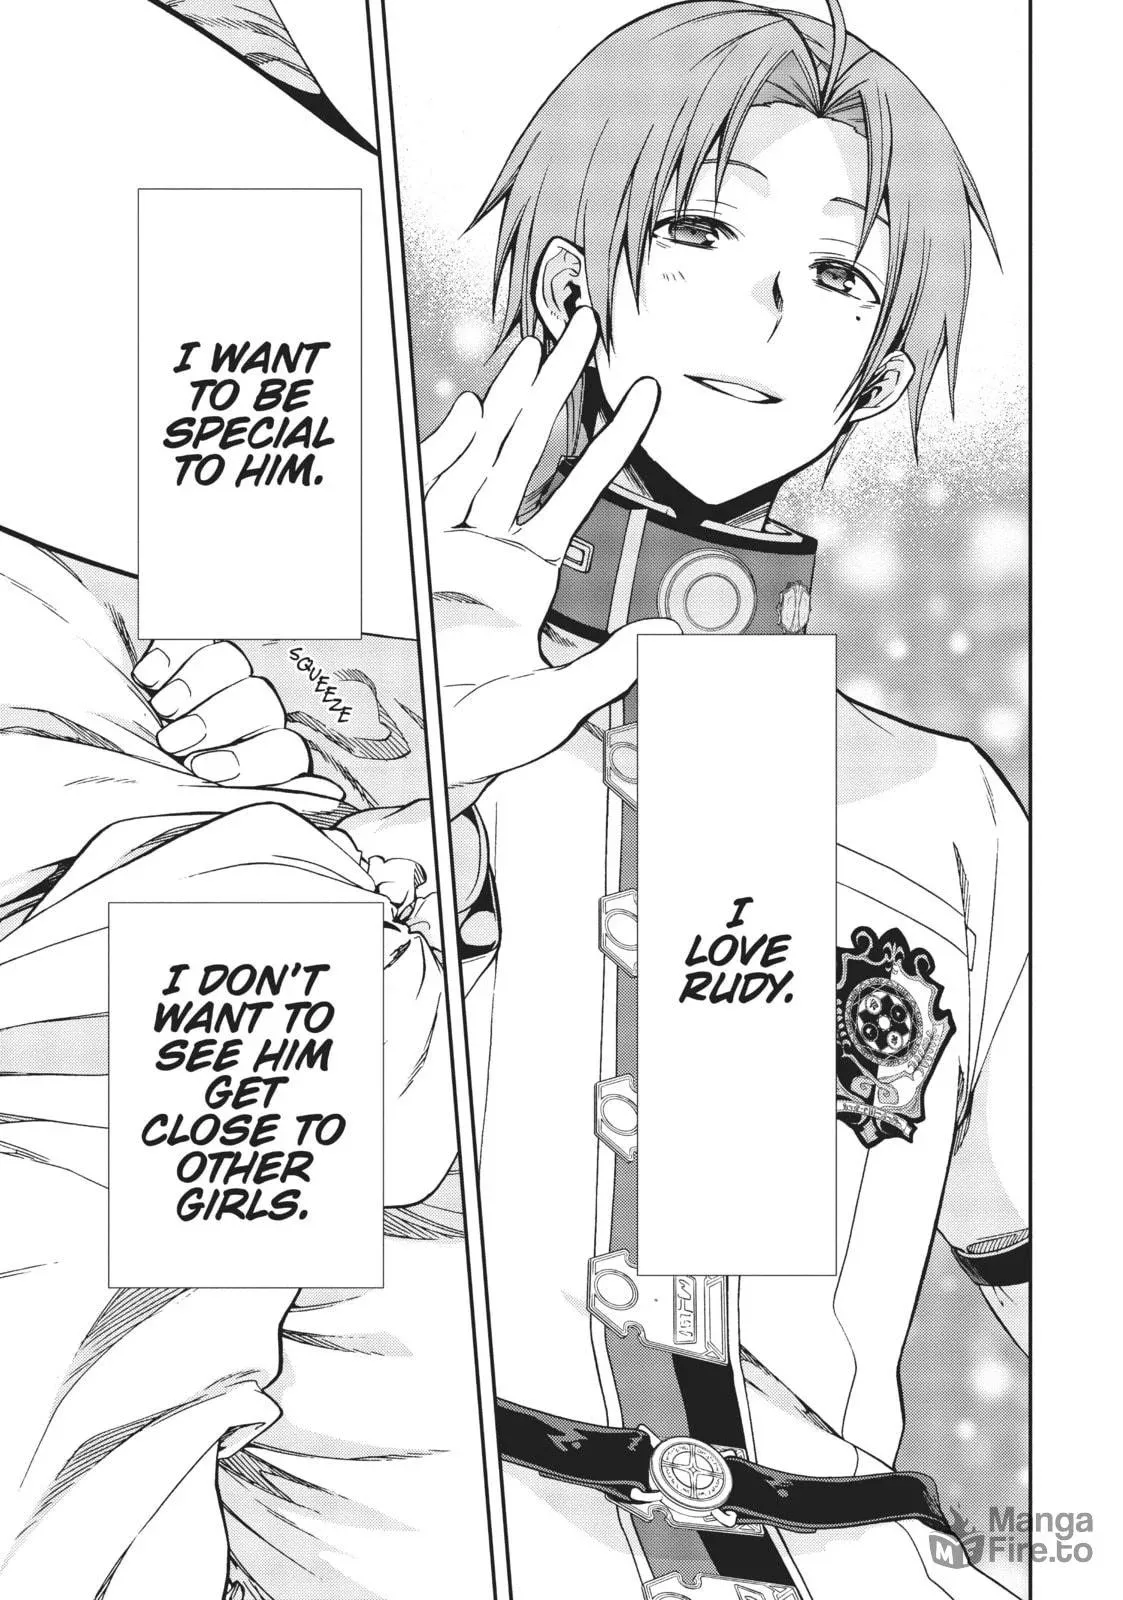 I
LOVE
RUDY.
I WANT
TO BE
SPECIAL
TO HIM.
SQUEEZE
I DON'T
WANT TO
SEE HIM
GET
CLOSE TO
OTHER
GIRLS.
Manga
Fire.to